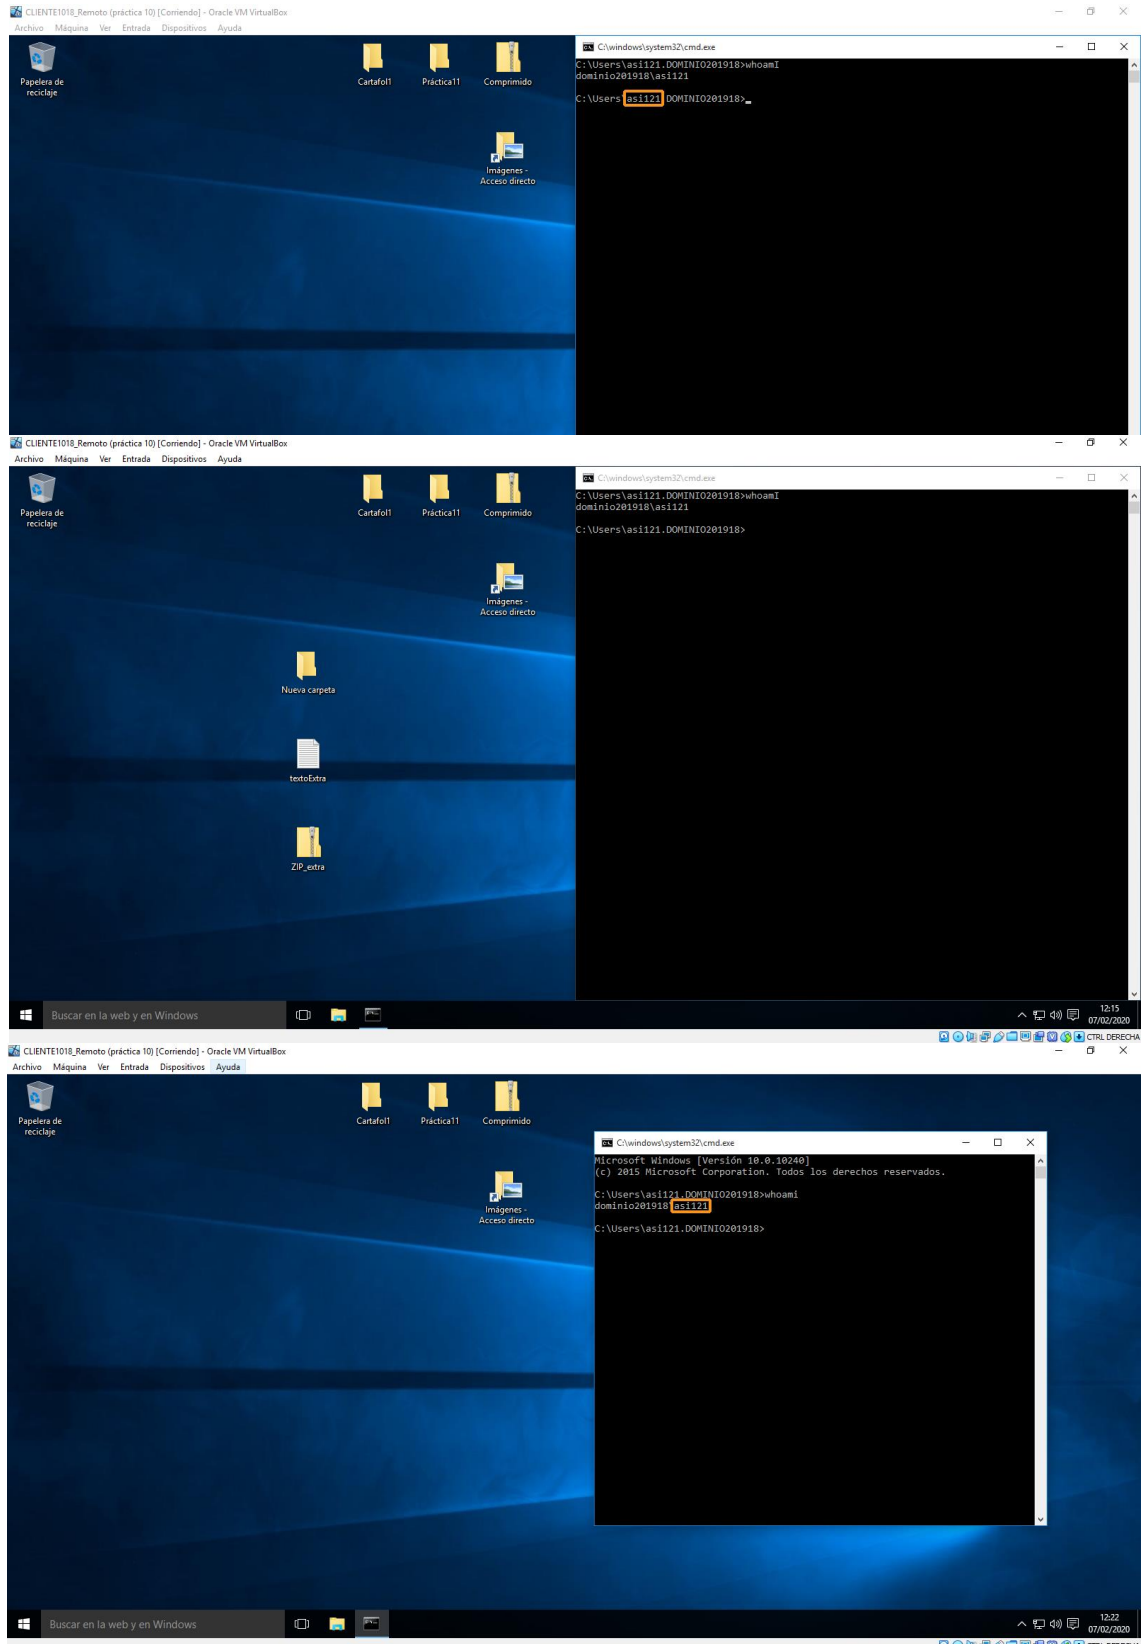 CLIENTE1018_Remoto (práctica 10) [Corriendo] - Oracle VM VirtualBox
Archivo Máquina Ver Entrada Dispositivos Ayuda
Papelera de
reciclaje
Cartafol1
Práctica11
Comprimido
Imágenes -
Acceso directo
C:\windows\system32\cmd.exe
C:\Users\asi121.DOMINIO201918>whoamI
dominio201918\asi121
C:\Users\asi121.DOMINIO201918>
CLIENTE1018_Remoto (práctica 10) [Corriendo] - Oracle VM VirtualBox
Archivo Máquina Ver Entrada Dispositivos Ayuda
Papelera de
reciclaje
Cartafol1
Práctica11
Comprimido
Imágenes -
Acceso directo
Nueva carpeta
textoExtra
ZIP_extra
C:\windows\system32\cmd.exe
C:\Users\asi121.DOMINIO201918>whoamI
dominio201918\asi121
C:\Users\asi121.DOMINIO201918>
Buscar en la web y en Windows
12:15
07/02/2020
CTRL DERECHA
CLIENTE1018_Remoto (práctica 10) [Corriendo] - Oracle VM VirtualBox
Archivo Máquina Ver Entrada Dispositivos Ayuda
Papelera de
reciclaje
Cartafol1
Práctica11
Comprimido
Imágenes -
Acceso directo
C:\windows\system32\cmd.exe
Microsoft Windows [Versión 10.0.10240]
(c) 2015 Microsoft Corporation. Todos los derechos reservados.
C:\Users\asi121.DOMINIO201918>whoami
dominio201918\asi121
C:\Users\asi121.DOMINIO201918>
Buscar en la web y en Windows
12:22
07/02/2020